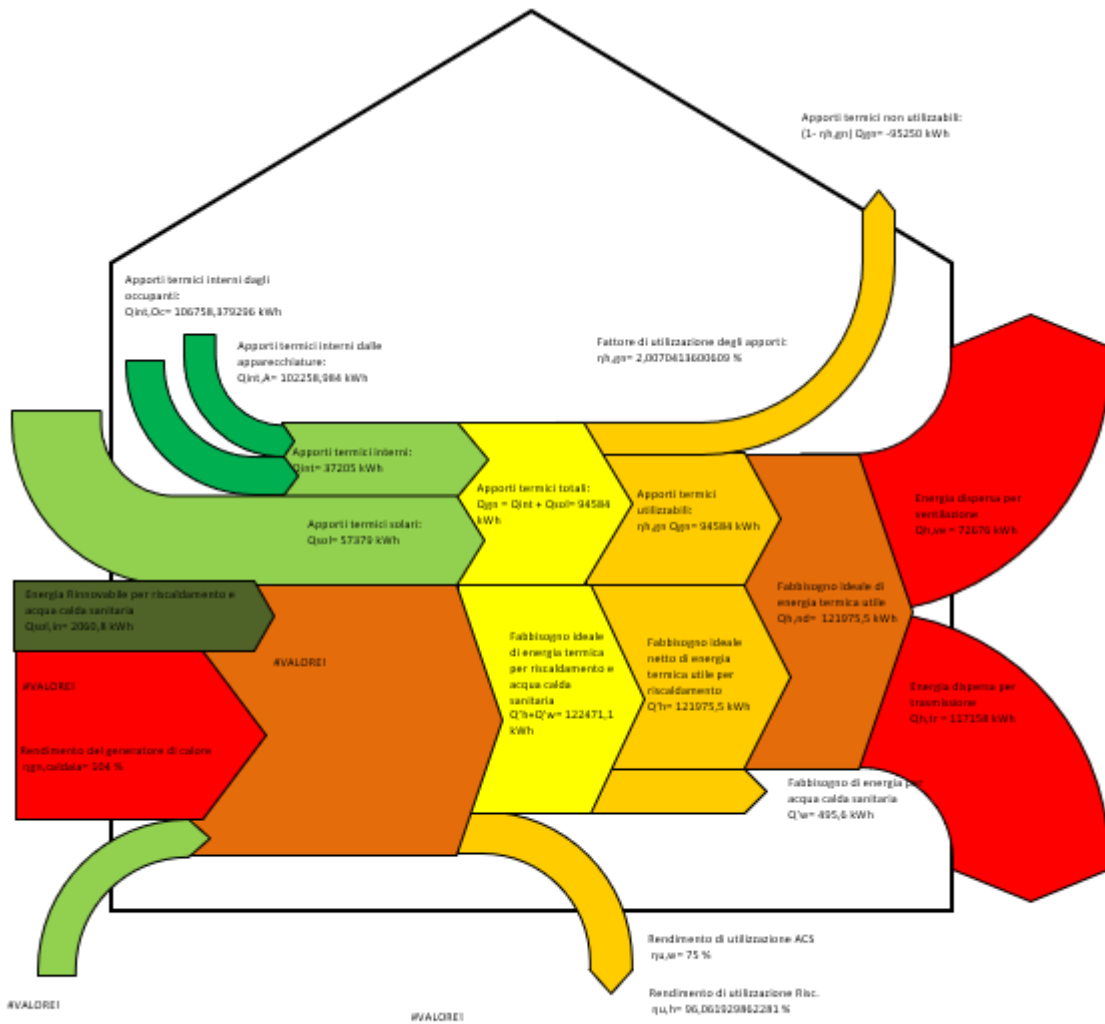 Apporti termici non utilizzabili:
(1- ηh,gn) Qgn= -95250 kWh
Apporti termici interni dagli
occupanti:
Qint,Oc= 106758,379296 kWh
Apporti termici interni dalle
apparecchiature:
Qint,A= 102258,984 kWh
Fattore di utilizzazione degli apporti:
ηh,gn= 2,0070413600609 %
Apporti termici interni:
Qint= 37205 kWh
Apporti termici solari:
Qsol= 57379 kWh
Apporti termici totali:
Qgn = Qint + Qsol= 94584
kWh
Apporti termici
utilizzabili:
ηh,gn Qgn= 94584 kWh
Energia dispersa per
ventilazione
Qh,ve = 72676 kWh
Energia Rinnovabile per riscaldamento e
acqua calda sanitaria
Qsol,in= 2060,8 kWh
Fabbisogno ideale di
energia termica utile
Qh,nd= 121975,5 kWh
#VALORE!
Fabbisogno ideale
di energia termica
per riscaldamento e
acqua calda
sanitaria
Q'h+Q'w= 122471,1
kWh
Fabbisogno ideale
netto di energia
termica utile per
riscaldamento
Q'h= 121975,5 kWh
#VALORE!
Energia dispersa per
trasmissione
Qh,tr = 117158 kWh
Rendimento del generatore di calore
ηgn,caldaia= 104 %
Fabbisogno di energia per
acqua calda sanitaria
Q'w= 495,6 kWh
Rendimento di utilizzazione ACS
ηu,w= 75 %
Rendimento di utilizzazione Risc.
ηu,h= 96,061929862281 %
#VALORE!
#VALORE!